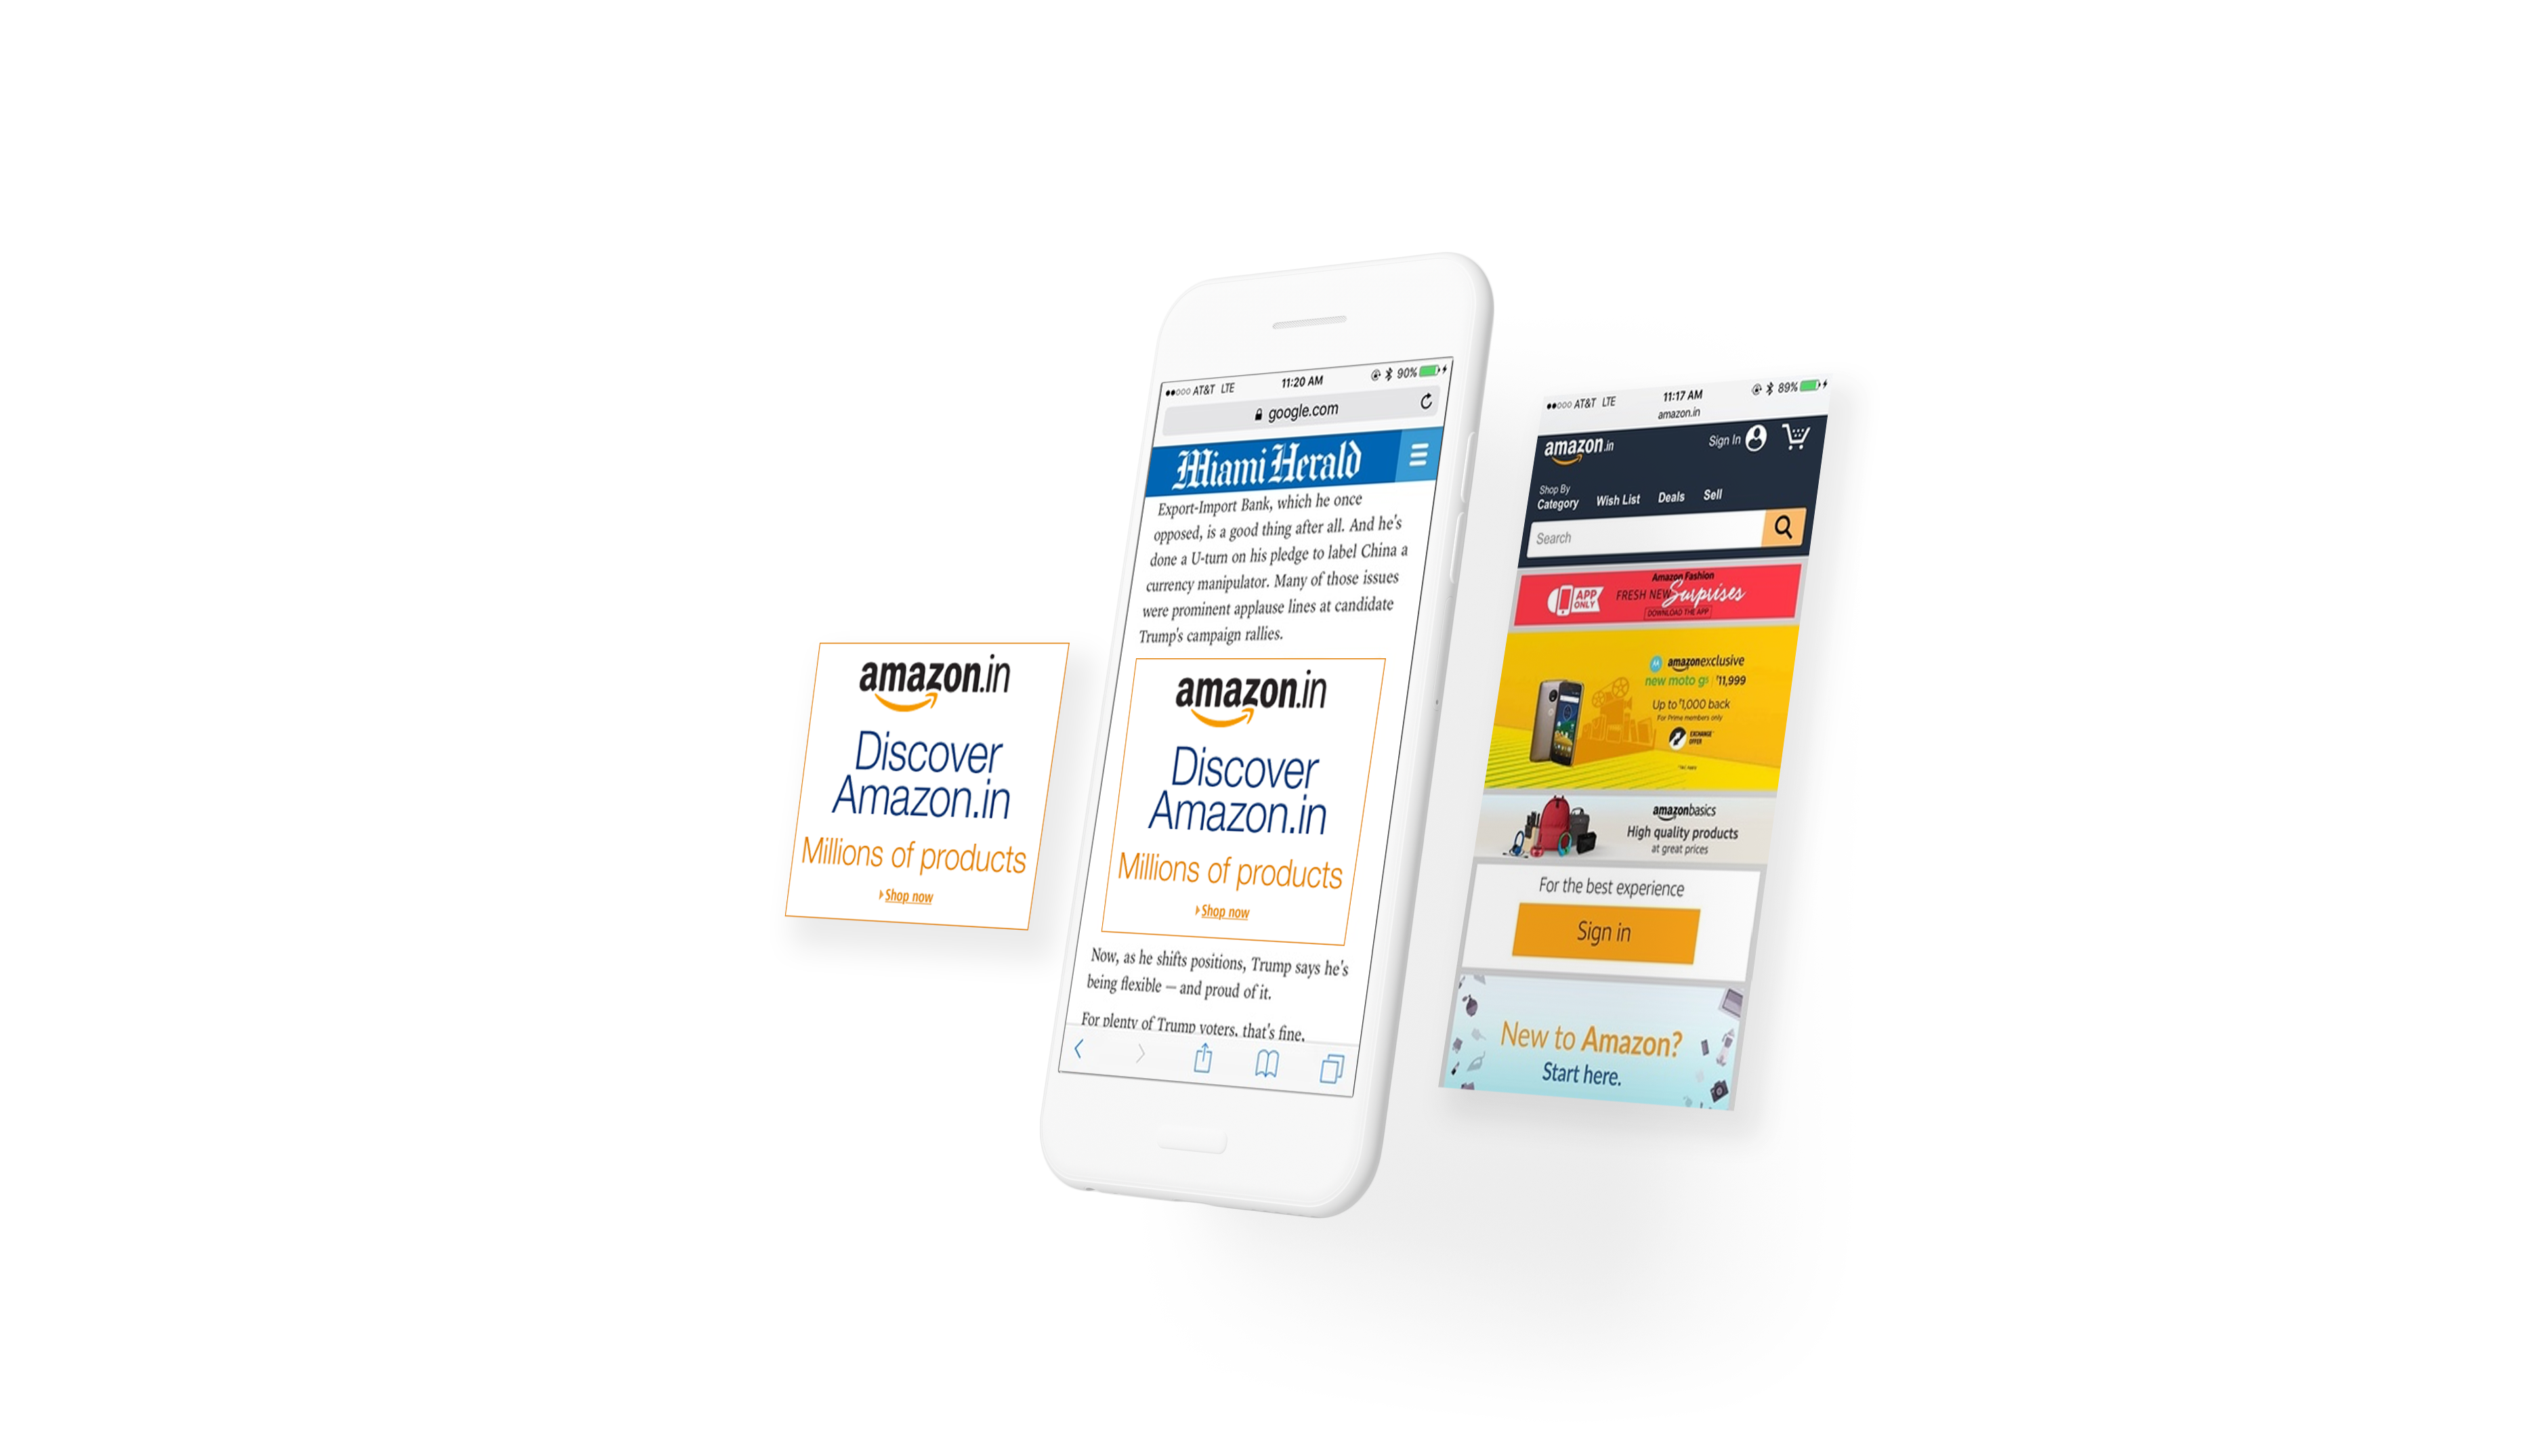 amazon.in
Discover
Amazon.in
Millions of products
Shop now
AT&T LTE 11:20 AM 90%
google.com
Miami Herald
Export-Import Bank, which he once
opposed, is a good thing after all. And he's
done a U-turn on his pledge to label China a
currency manipulator. Many of those issues
were prominent applause lines at candidate
Trump's campaign rallies.
amazon.in
Discover
Amazon.in
Millions of products
Shop now
Now, as he shifts positions, Trump says he's
being flexible — and proud of it.
For plenty of Trump voters, that's fine,
AT&T LTE 11:17 AM 89%
amazon.in
amazon.in Sign In
Shop By
Category Wish List Deals Sell
Search
Amazon Fashion
APP
ONLY
FRESH NEW Surprises
DOWNLOAD THE APP
amazonexclusive
new moto g5 | ₹11,999
Up to ₹1,000 back
For Prime members only
EXCHANGE
OFFER
amazonbasics
High quality products
at great prices
For the best experience
Sign in
New to Amazon?
Start here.